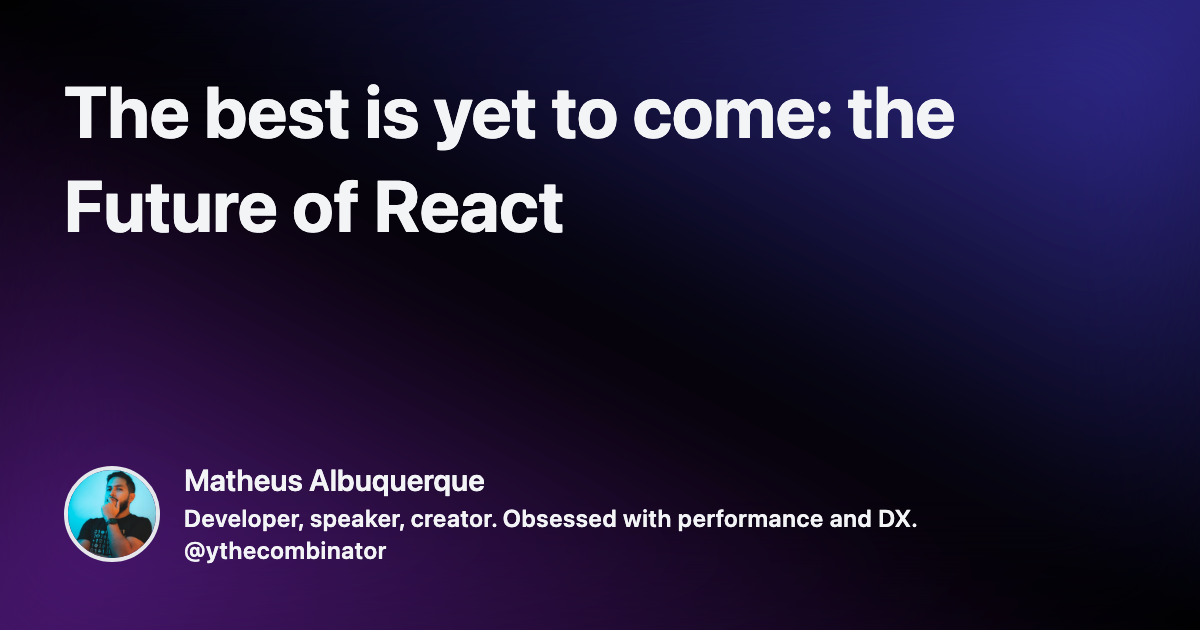 The best is yet to come: the
Future of React
Matheus Albuquerque
Developer, speaker, creator. Obsessed with performance and DX.
@ythecombinator